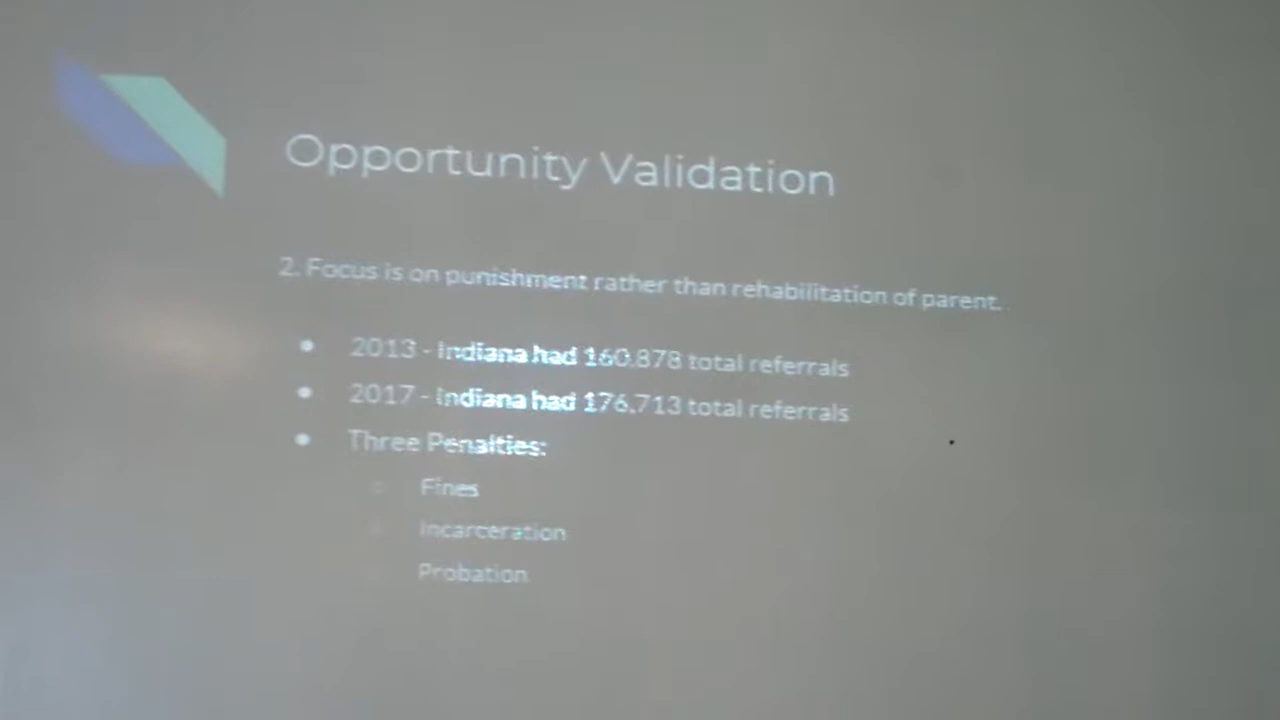 Opportunity Validation
2. Focus is on punishment rather than rehabilitation of parent.
2013 - Indiana had 160,878 total referrals
2017 - Indiana had 176,713 total referrals
Three Penalties:
Fines
Incarceration
Probation